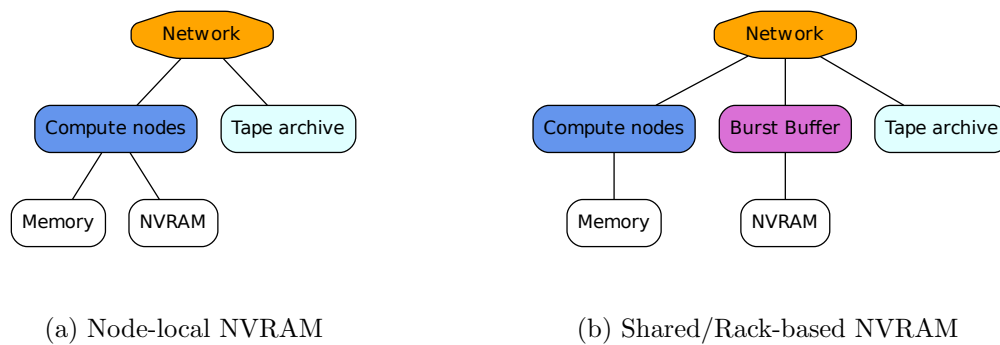 Network
Compute nodes
Tape archive
Memory
NVRAM
(a) Node-local NVRAM
Network
Compute nodes
Burst Buffer
Tape archive
Memory
NVRAM
(b) Shared/Rack-based NVRAM